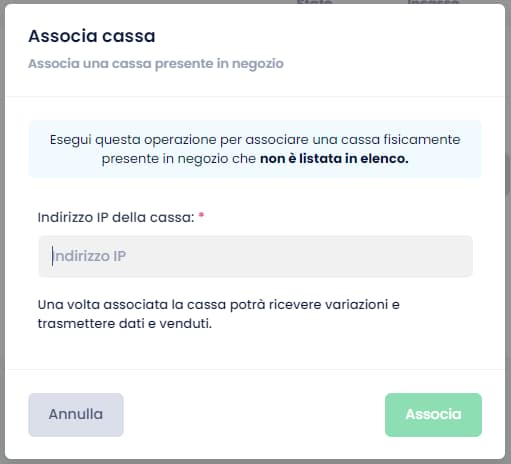 Stato Incasso
Associa cassa
Associa una cassa presente in negozio
Esegui questa operazione per associare una cassa fisicamente
presente in negozio che non è listata in elenco.
Indirizzo IP della cassa: *
Indirizzo IP
Una volta associata la cassa potrà ricevere variazioni e
trasmettere dati e venduti.
Annulla Associa